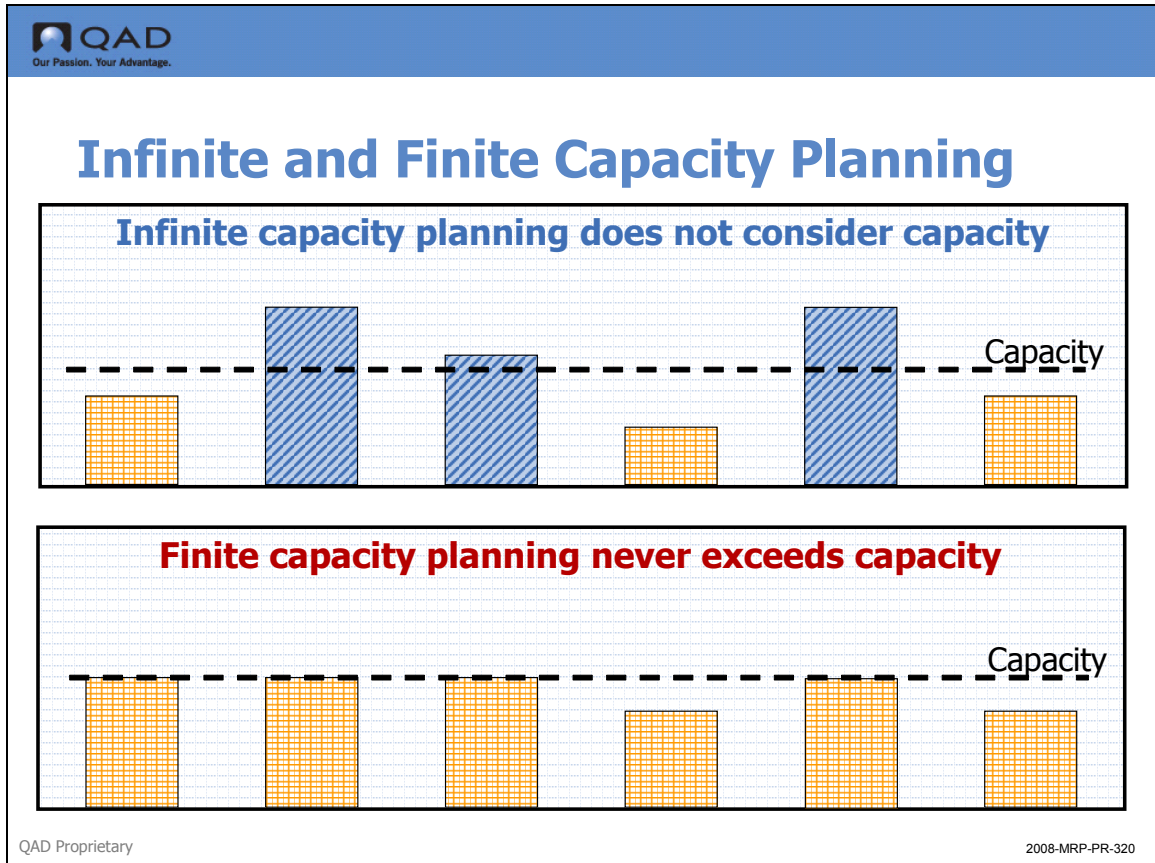 QAD
Our Passion. Your Advantage.
Infinite and Finite Capacity Planning
Infinite capacity planning does not consider capacity
Capacity
Finite capacity planning never exceeds capacity
Capacity
QAD Proprietary
2008-MRP-PR-320